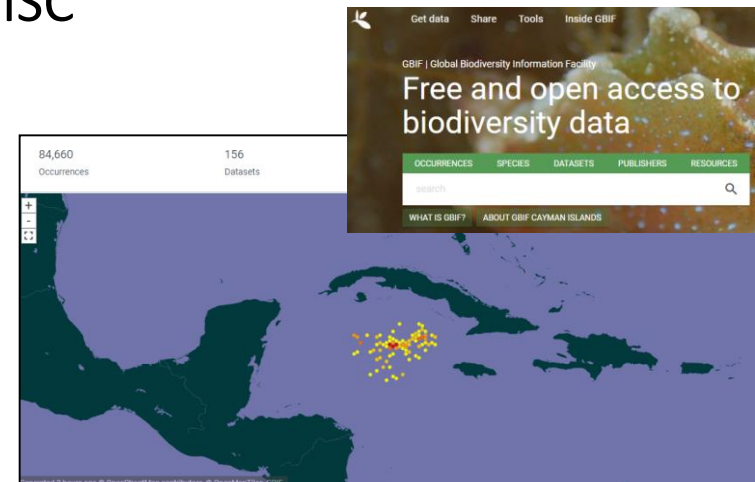 ISC
Get data Share Tools Inside GBIF
GBIF | Global Biodiversity Information Facility
Free and open access to
biodiversity data
OCCURRENCES SPECIES DATASETS PUBLISHERS RESOURCES
search
WHAT IS GBIF? ABOUT GBIF CAYMAN ISLANDS
84,660 156
Occurrences Datasets
+
-